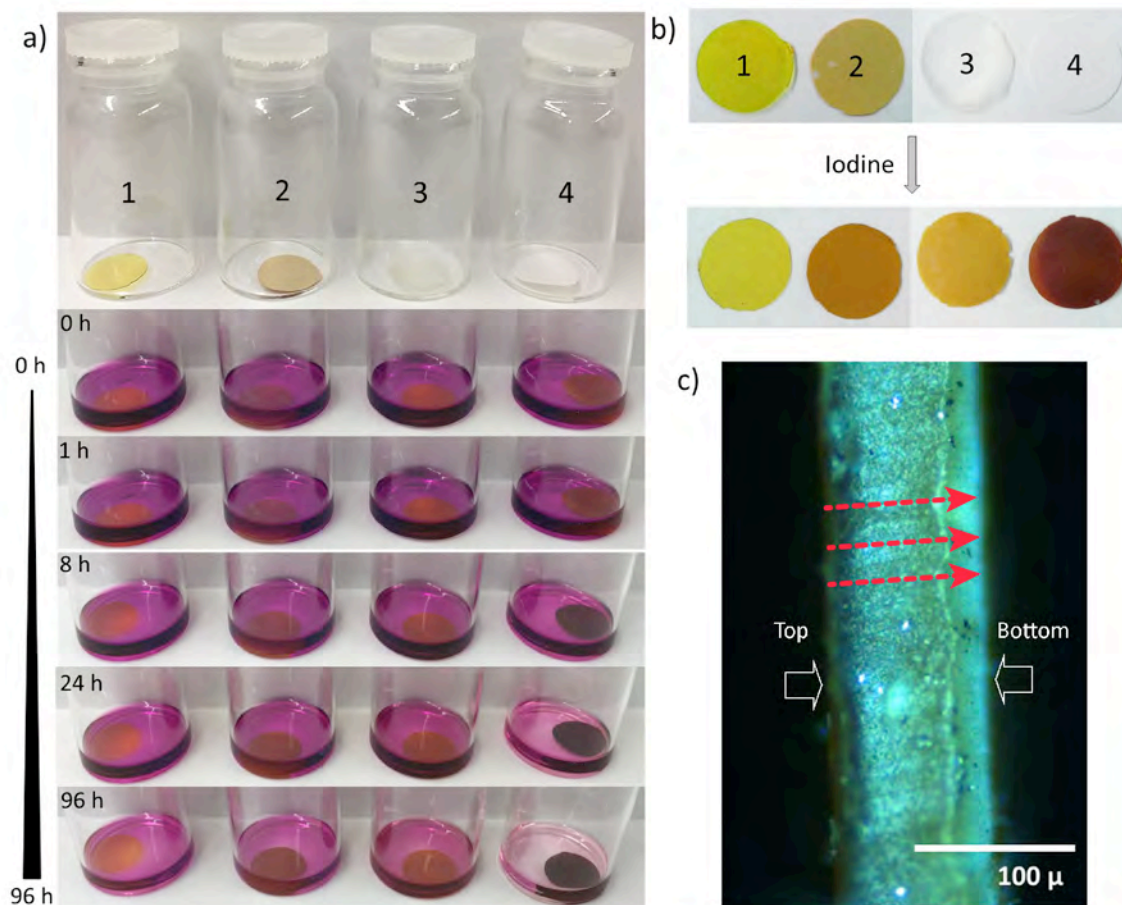 a)
1 2 3 4
0 h
0 h
1 h
8 h
24 h
96 h
96 h
b)
1 2 3 4
Iodine
c)
Top
Bottom
100 µ